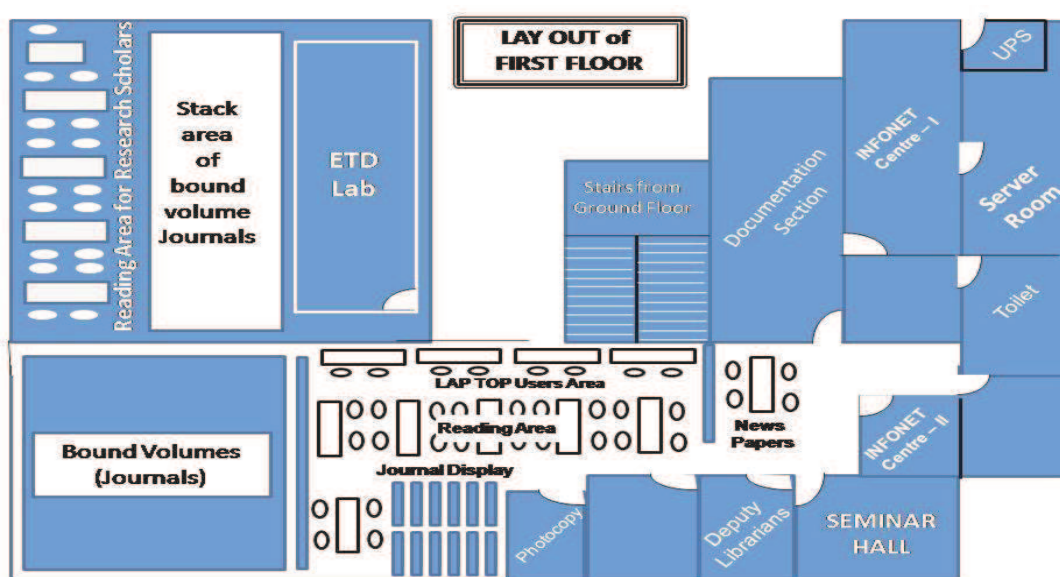 LAY OUT of
FIRST FLOOR
Reading Area for Research Scholars
Stack
area
of
bound
volume
Journals
ETD
Lab
Stairs from
Ground Floor
Documentation
Section
INFONET
Centre – I
UPS
Server
Room
Toilet
LAP TOP Users Area
Reading Area
Journal Display
News
Papers
INFONET
Centre – II
Bound Volumes
(Journals)
Photocopy
Deputy
Librarians
SEMINAR
HALL